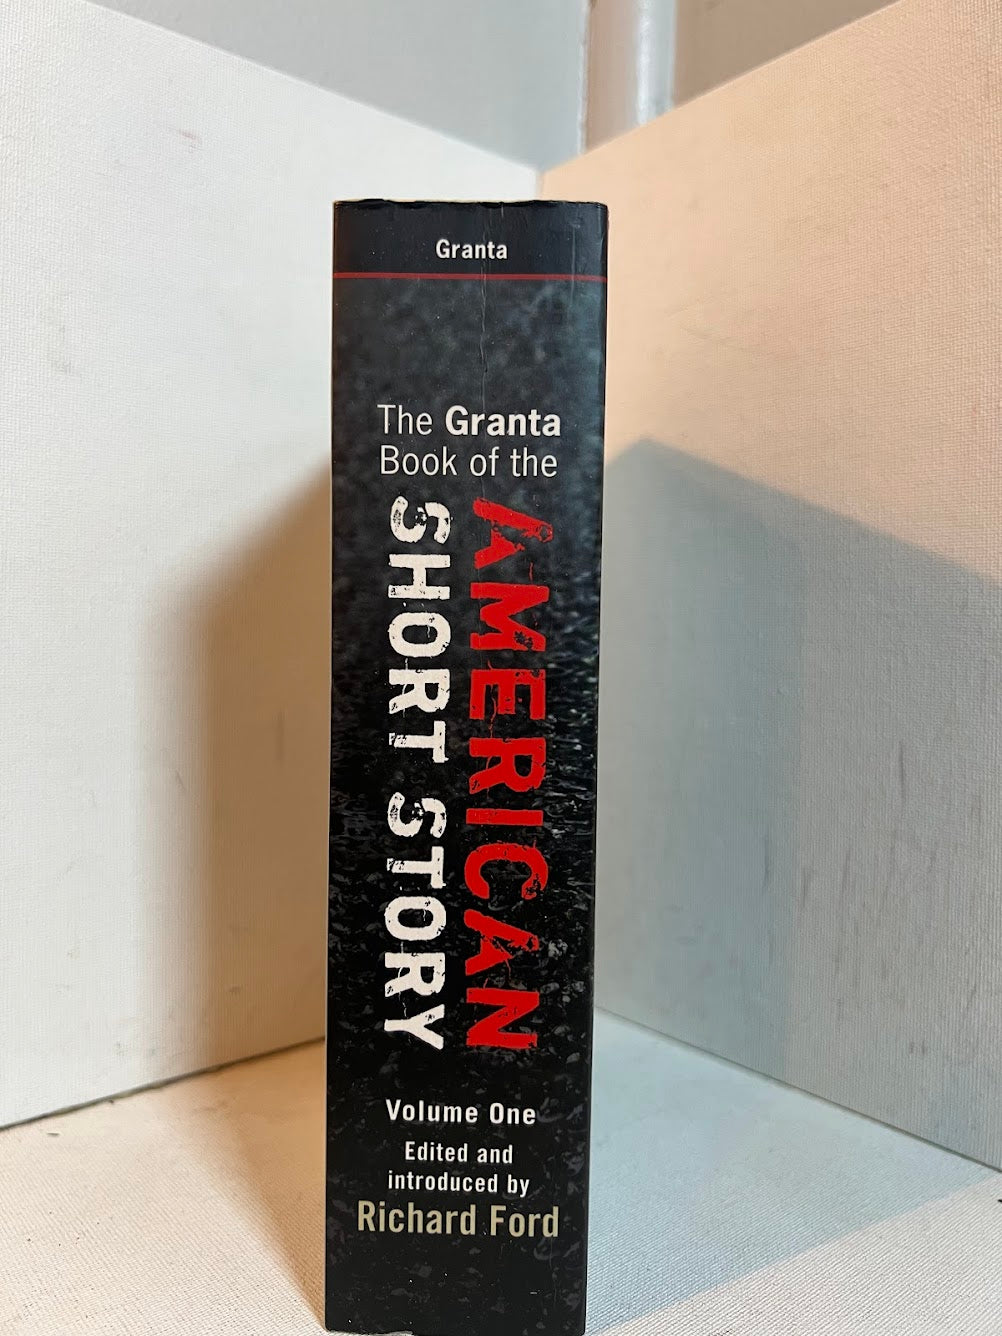 Granta
The Granta
Book of the
AMERICAN
SHORT STORY
Volume One
Edited and
introduced by
Richard Ford